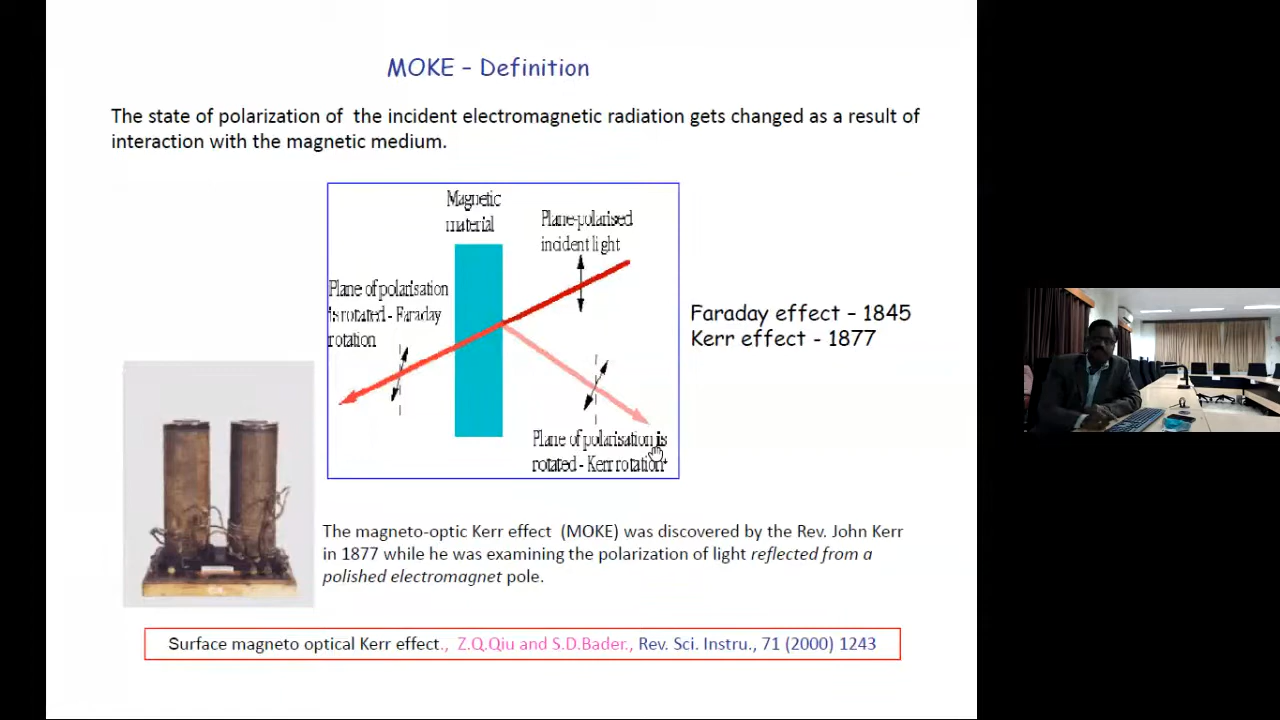 MOKE – Definition
The state of polarization of the incident electromagnetic radiation gets changed as a result of
interaction with the magnetic medium.
Magnetic
material
Plane-polarised
incident light
Plane of polarisation
is rotated - Faraday
rotation
Faraday effect – 1845
Kerr effect - 1877
Plane of polarisation is
rotated - Kerr rotation
The magneto-optic Kerr effect (MOKE) was discovered by the Rev. John Kerr
in 1877 while he was examining the polarization of light reflected from a
polished electromagnet pole.
Surface magneto optical Kerr effect., Z.Q.Qiu and S.D.Bader., Rev. Sci. Instru., 71 (2000) 1243